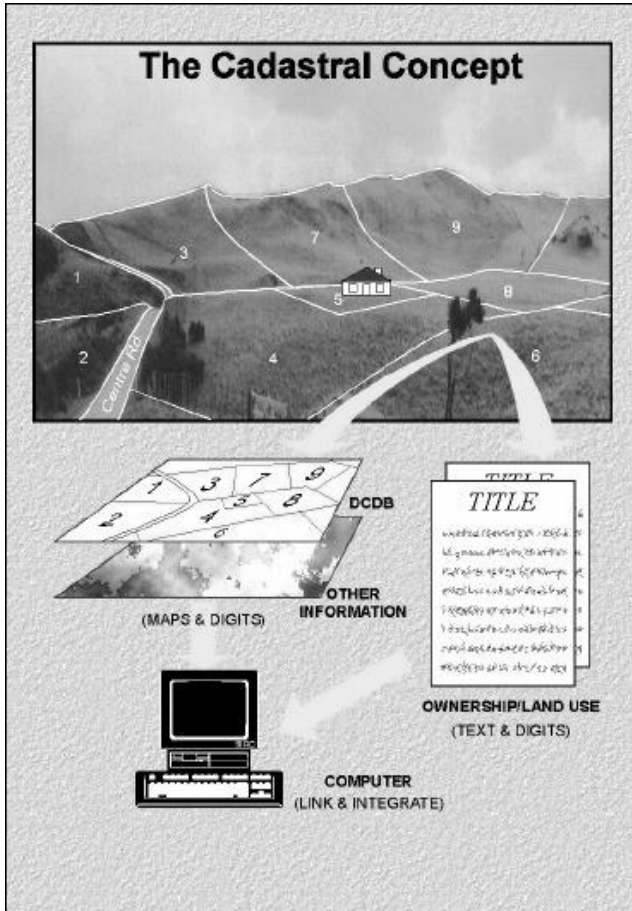 The Cadastral Concept
1
2
3
4
5
6
7
8
9
Centre Rd
1
2
3
4
5
6
7
8
9
DCDB
OTHER
INFORMATION
(MAPS & DIGITS)
TITLE
TITLE
OWNERSHIP/LAND USE
(TEXT & DIGITS)
COMPUTER
(LINK & INTEGRATE)